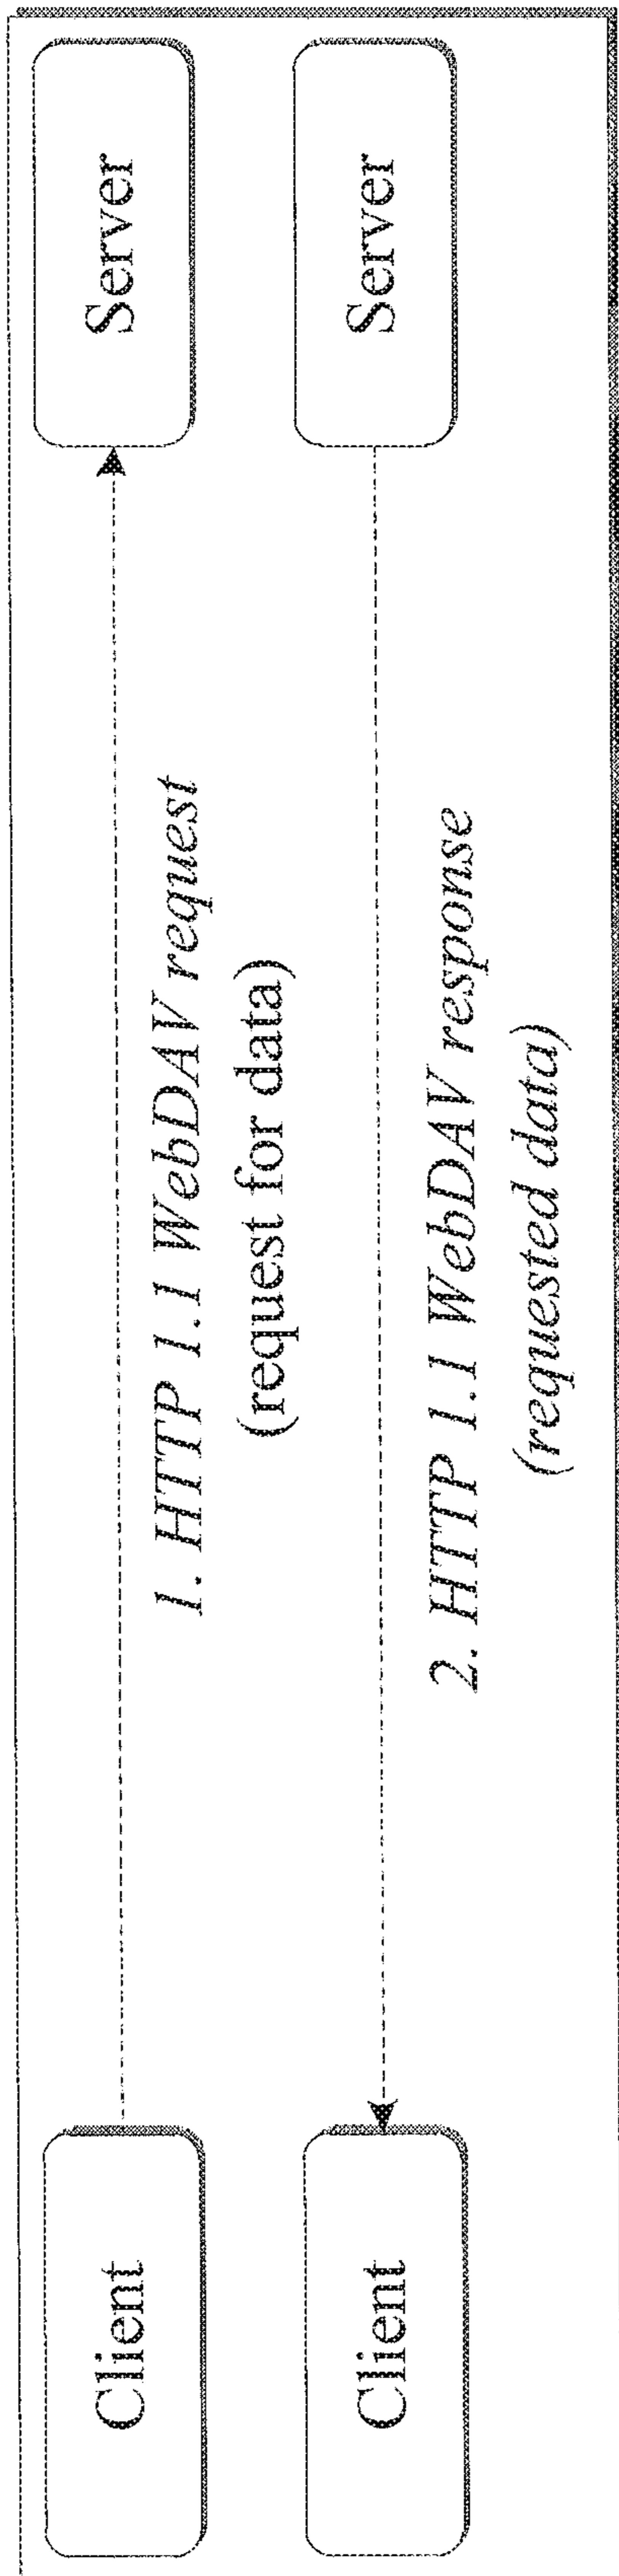 Client
Server
1. HTTP 1.1 WebDAV request
(request for data)
Client
Server
2. HTTP 1.1 WebDAV response
(requested data)